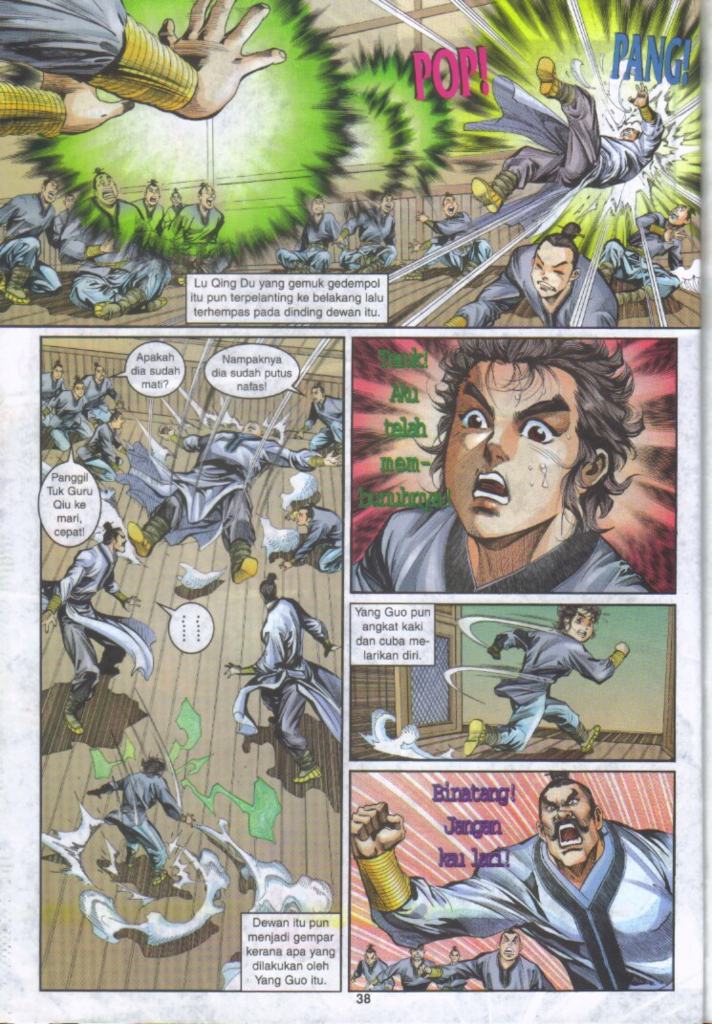 POP!
PANG!
Lu Qing Du yang gemuk gedempol
itu pun terpelanting ke belakang lalu
terhempas pada dinding dewan itu.
Apakah
dia sudah
mati?
Nampaknya
dia sudah putus
nafas!
Panggil
Tuk Guru
Qiu ke
mari,
cepat!
Dewan itu pun
menjadi gempar
kerana apa yang
dilakukan oleh
Yang Guo itu.
Aku
telah
mem-
bunuhnya!
Yang Guo pun
angkat kaki
dan cuba me-
larikan diri.
Binatang!
Jangan
kau lari!
38